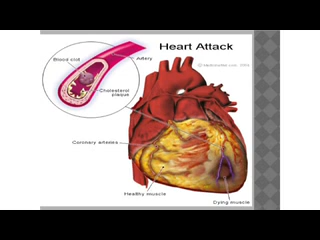 Heart Attack
Blood clot
Artery
Cholesterol
plaque
Coronary arteries
Healthy muscle
Dying muscle